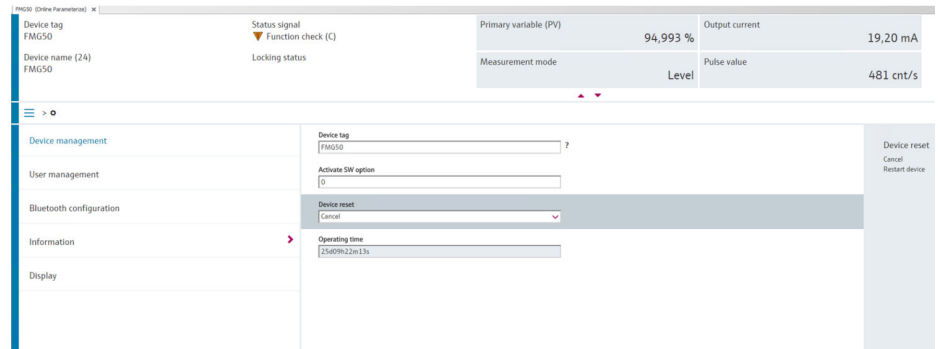 FMG50 (Online Parameterize) ×
Device tag
FMG50
Status signal
Function check (C)
Primary variable (PV)
94,993 %
Output current
19,20 mA
Device name (24)
FMG50
Locking status
Measurement mode
Level
Pulse value
481 cnt/s
>
Device management
User management
Bluetooth configuration
Information
Display
Device tag
FMG50 ?
Activate SW option
0
Device reset
Cancel
Operating time
25d09h22m13s
Device reset
Cancel
Restart device